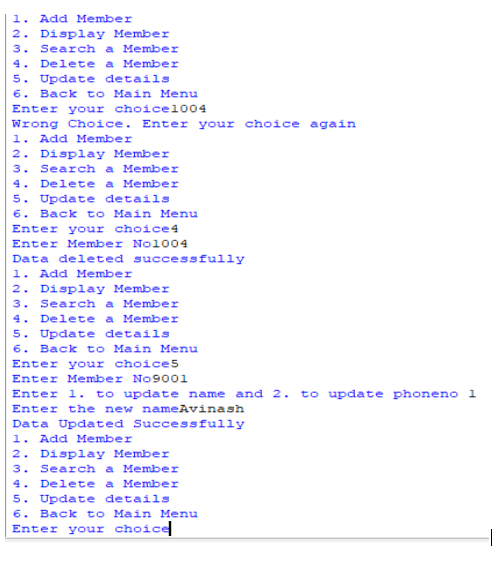 1. Add Member
2. Display Member
3. Search a Member
4. Delete a Member
5. Update details
6. Back to Main Menu
Enter your choice1004
Wrong Choice. Enter your choice again
1. Add Member
2. Display Member
3. Search a Member
4. Delete a Member
5. Update details
6. Back to Main Menu
Enter your choice4
Enter Member No1004
Data deleted successfully
1. Add Member
2. Display Member
3. Search a Member
4. Delete a Member
5. Update details
6. Back to Main Menu
Enter your choice5
Enter Member No9001
Enter 1. to update name and 2. to update phoneno 1
Enter the new nameAvinash
Data Updated Successfully
1. Add Member
2. Display Member
3. Search a Member
4. Delete a Member
5. Update details
6. Back to Main Menu
Enter your choice